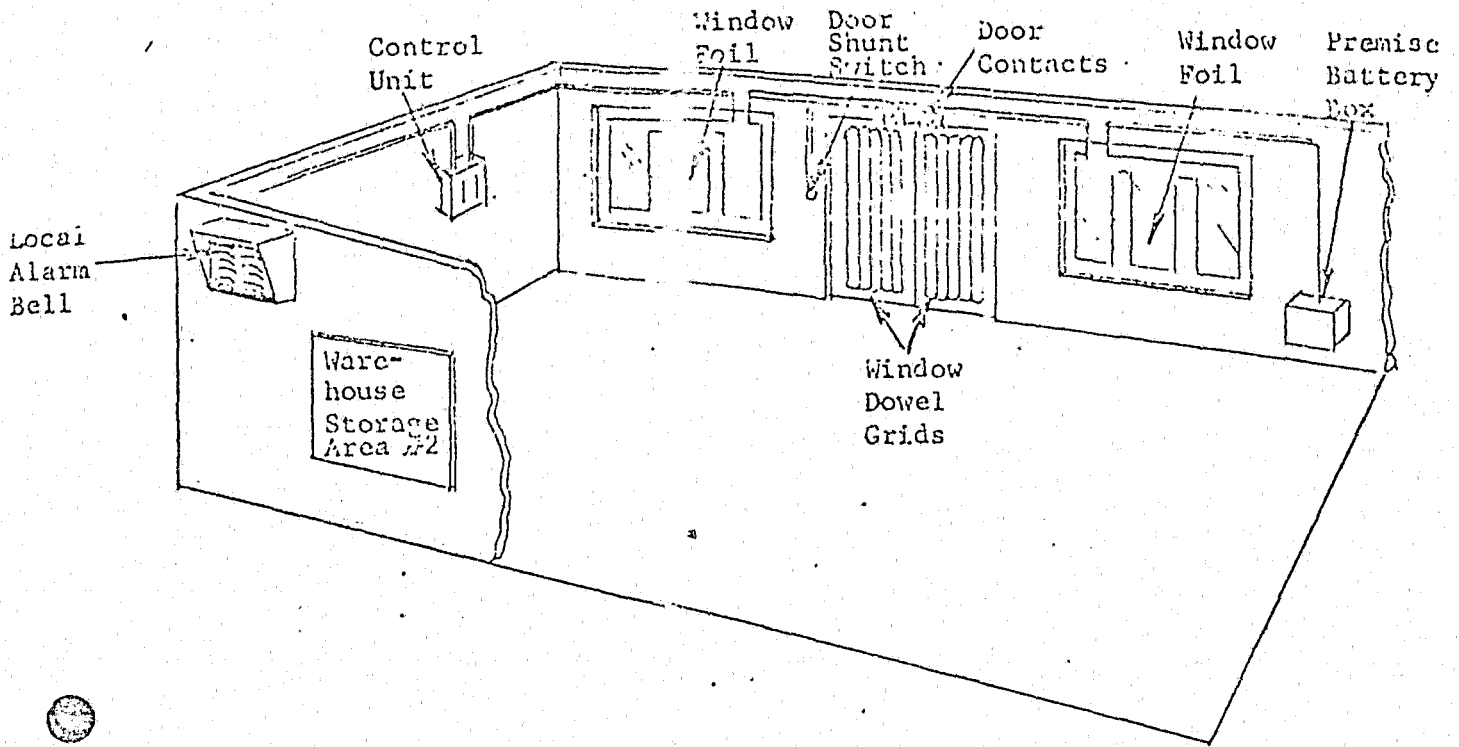 Control
Unit
Window
Foil
Door
Shunt
Switch
Door
Contacts
Window
Foil
Premise
Battery
Box
Local
Alarm
Bell
Ware-
house
Storage
Area #2
Window
Dowel
Grids